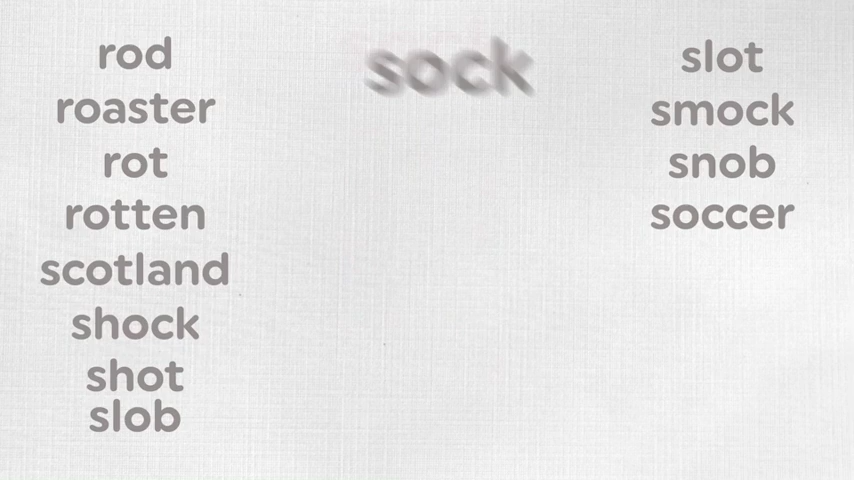 rod
roaster
rot
rotten
scotland
shock
shot
slob
sock
slot
smock
snob
soccer